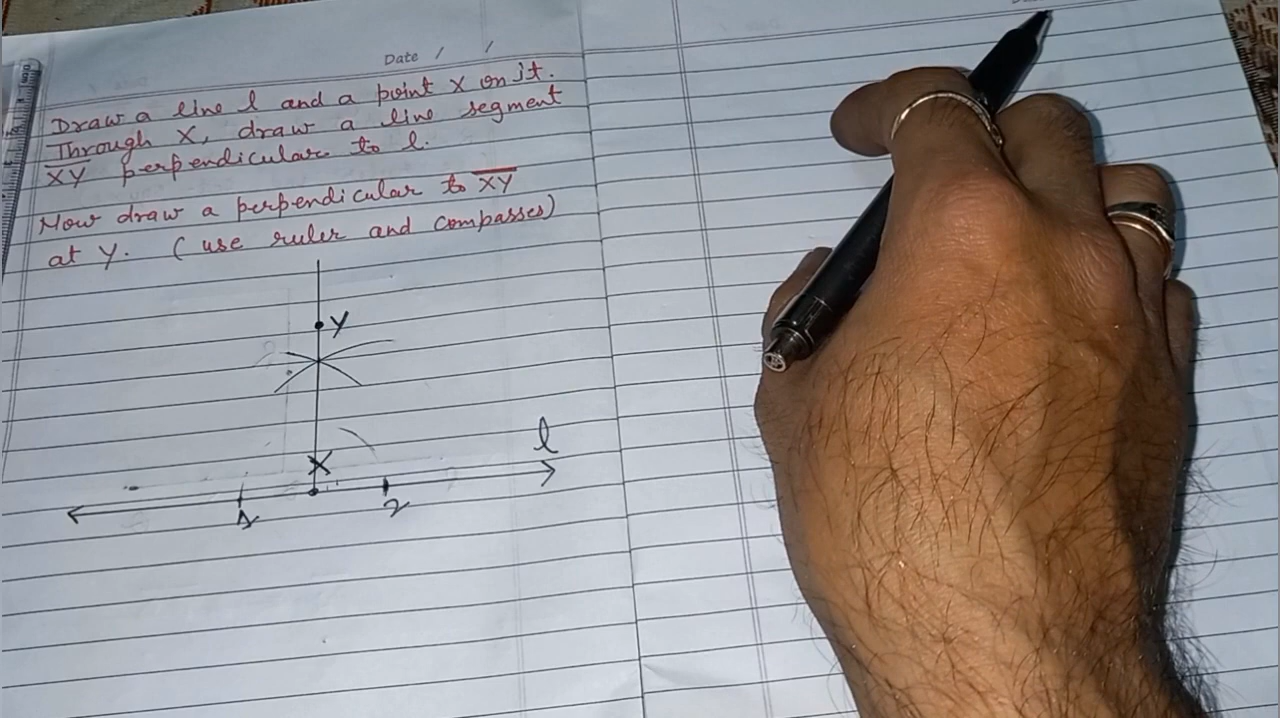 Date / /
Draw a line l and a point X on it.
Through X, draw a line segment
XY perpendicular to l.
Now draw a perpendicular to XY
at Y. (use ruler and compasses)
Y
l
X
1
2